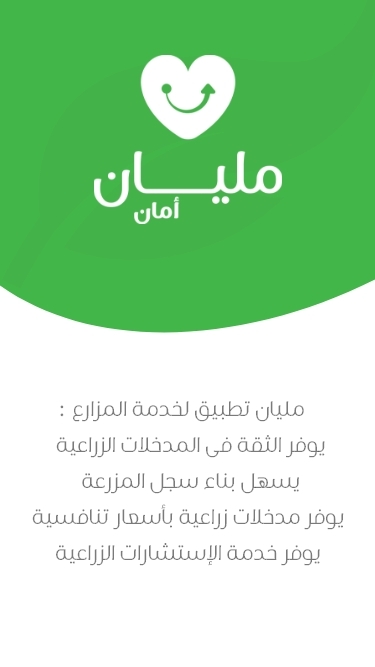 مليـــان
أمان
مليان تطبيق لخدمة المزارع :
يوفر الثقة فى المدخلات الزراعية
يسهل بناء سجل المزرعة
يوفر مدخلات زراعية بأسعار تنافسية
يوفر خدمة الإستشارات الزراعية